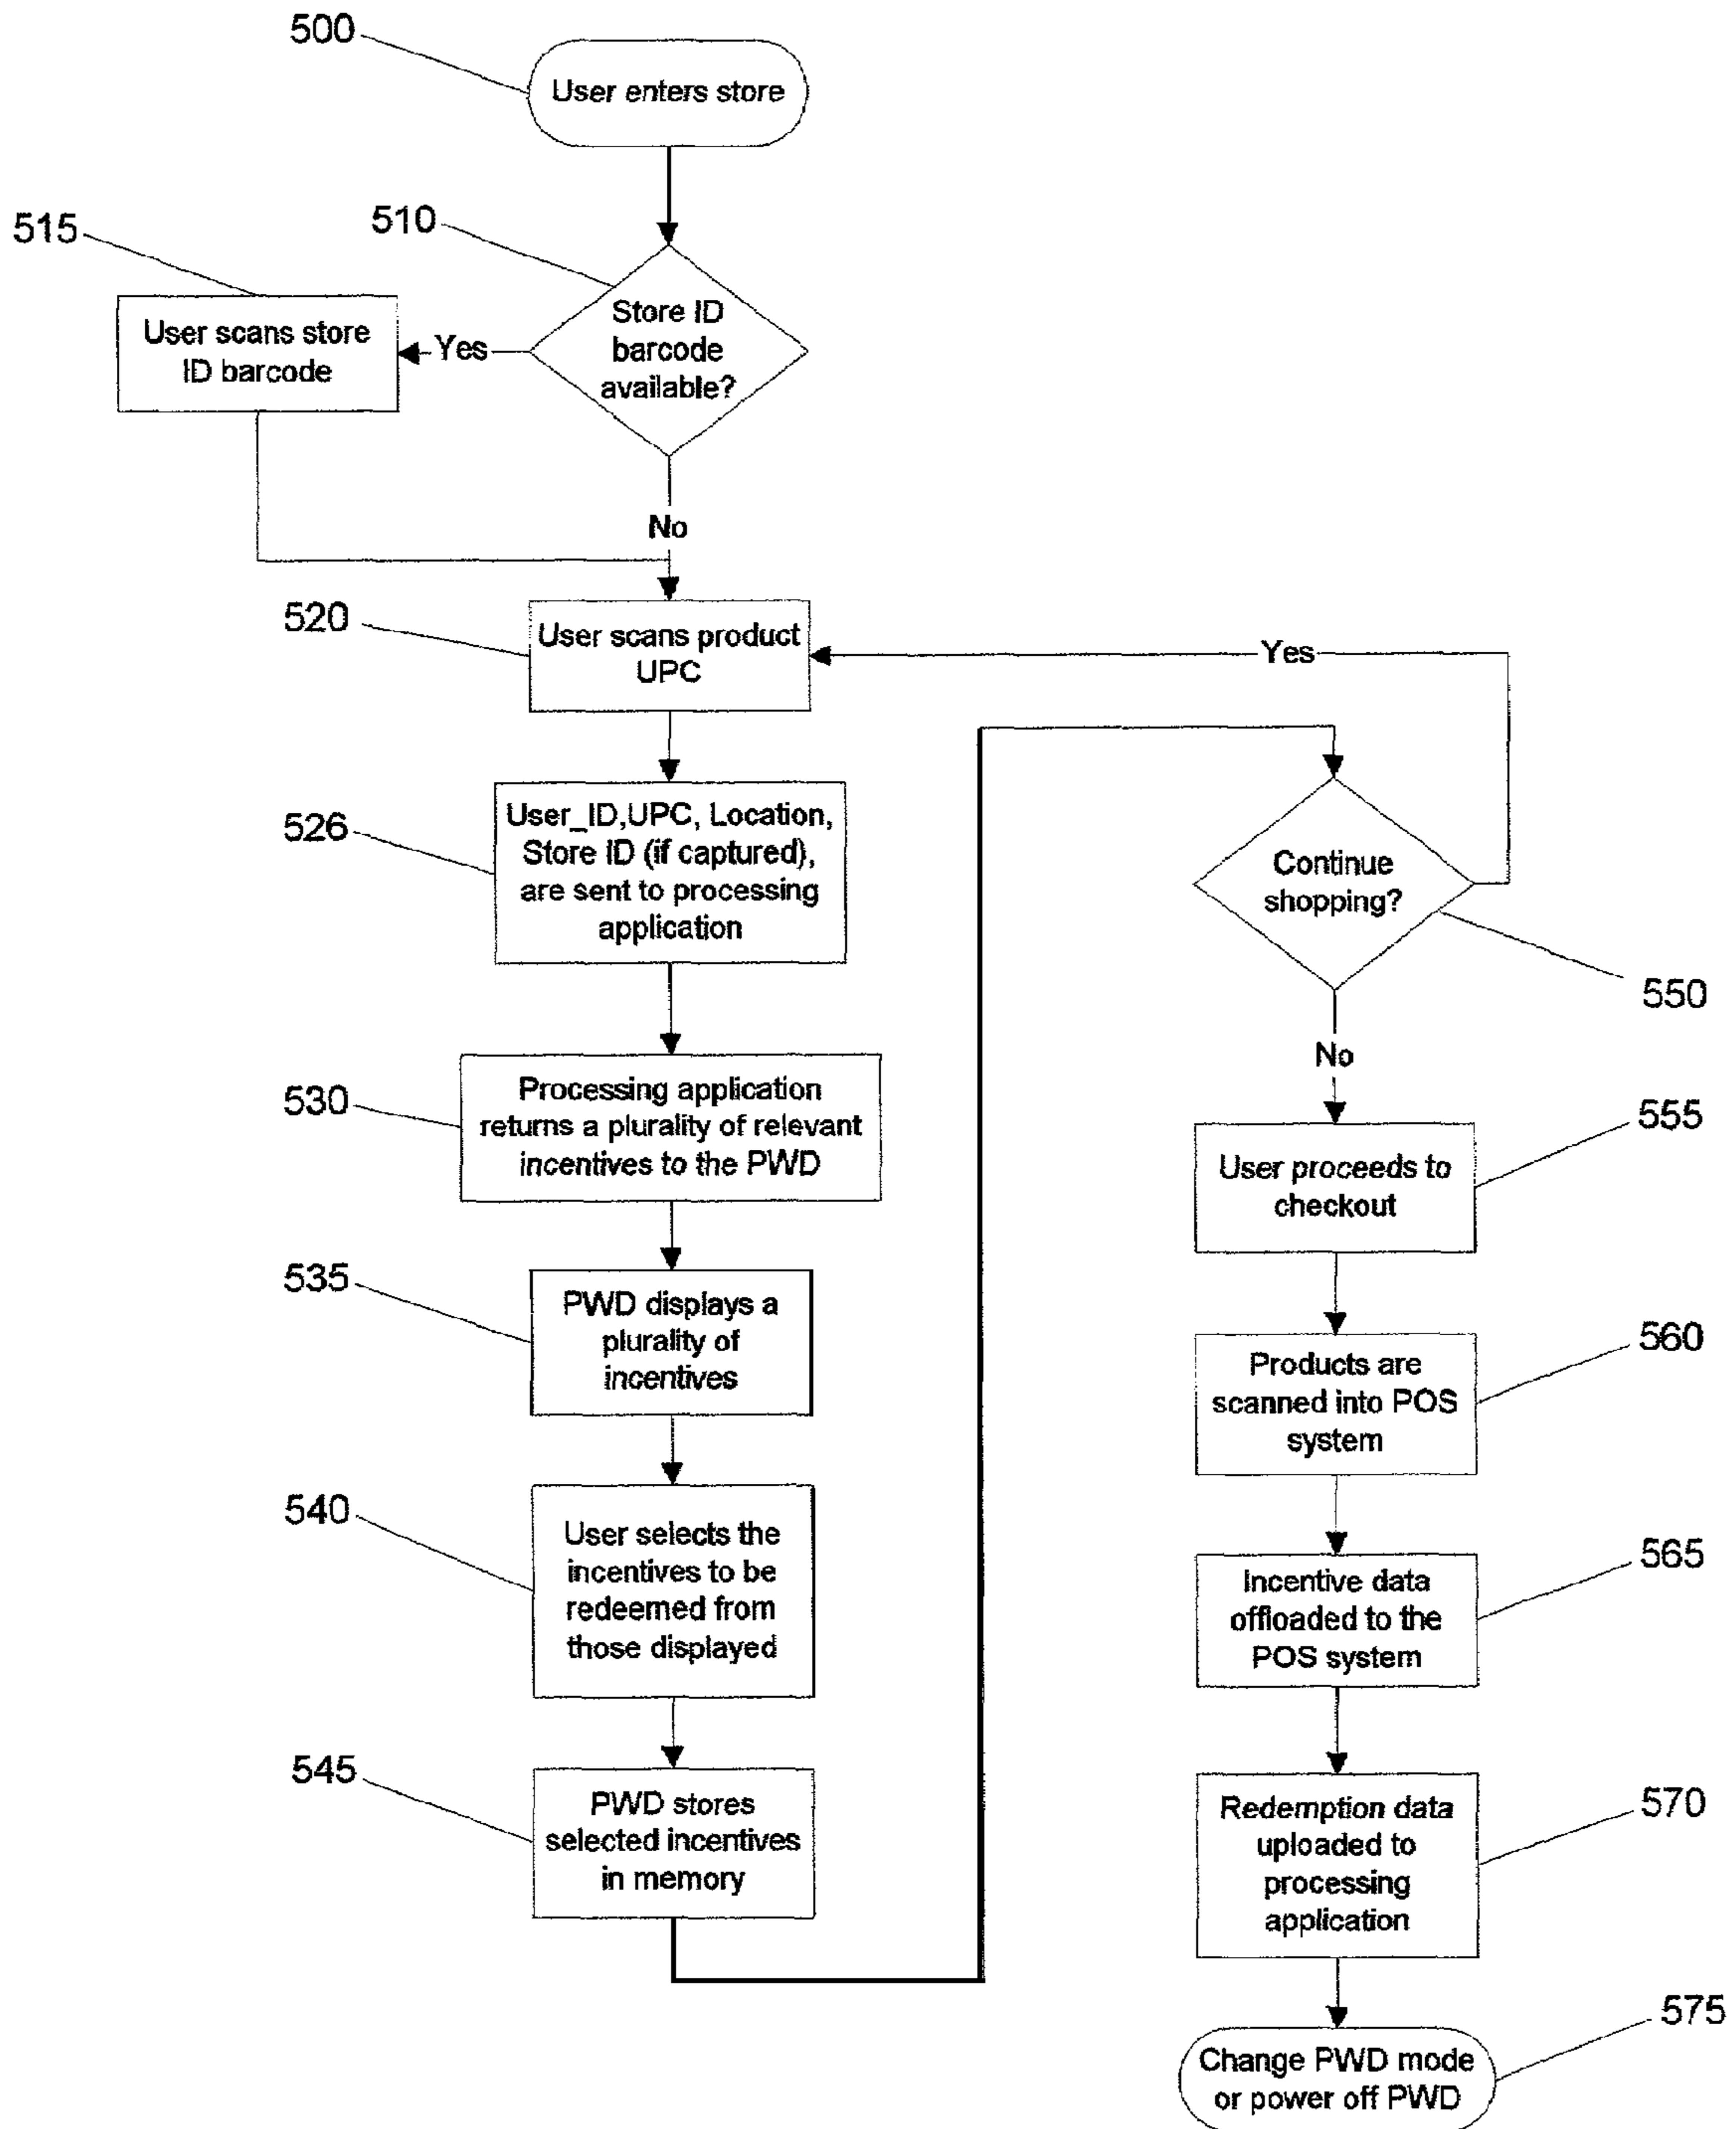 500
User enters store
510
515
Store ID
barcode
available?
Yes
User scans store
ID barcode
No
520
User scans product
UPC
Yes
526
User_ID,UPC, Location,
Store ID (if captured),
are sent to processing
application
530
Processing application
returns a plurality of relevant
incentives to the PWD
535
PWD displays a
plurality of
incentives
540
User selects the
incentives to be
redeemed from
those displayed
545
PWD stores
selected incentives
in memory
Continue
shopping?
550
No
555
User proceeds to
checkout
560
Products are
scanned into POS
system
565
Incentive data
offloaded to the
POS system
570
Redemption data
uploaded to
processing
application
575
Change PWD mode
or power off PWD